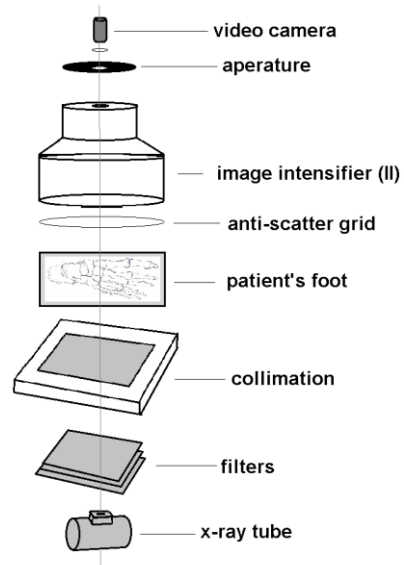 video camera
aperature
image intensifier (II)
anti-scatter grid
patient's foot
collimation
filters
x-ray tube